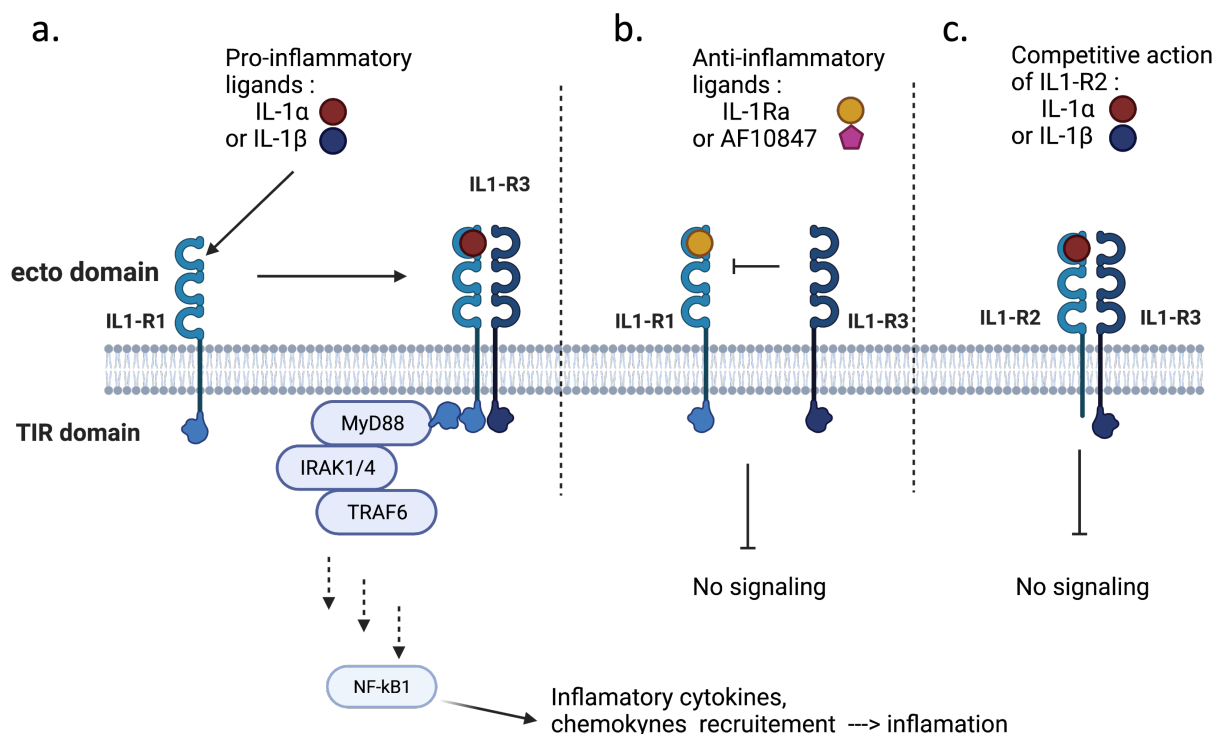 a.
Pro-inflammatory
ligands :
IL-1α
or IL-1β
IL1-R3
ecto domain
IL1-R1
TIR domain
MyD88
IRAK1/4
TRAF6
NF-kB1
Inflamatory cytokines,
chemokynes recruitement ---> inflamation
b.
Anti-inflammatory
ligands :
IL-1Ra
or AF10847
IL1-R1
IL1-R3
No signaling
c.
Competitive action
of IL1-R2 :
IL-1α
or IL-1β
IL1-R2
IL1-R3
No signaling